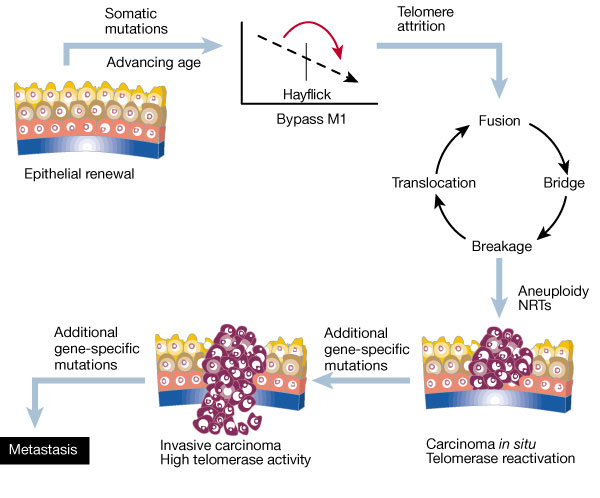 Somatic
mutations
Advancing age
Epithelial renewal
Hayflick
Bypass M1
Telomere
attrition
Fusion
Bridge
Breakage
Translocation
Aneuploidy
NRTs
Carcinoma in situ
Telomerase reactivation
Additional
gene-specific
mutations
Invasive carcinoma
High telomerase activity
Additional
gene-specific
mutations
Metastasis